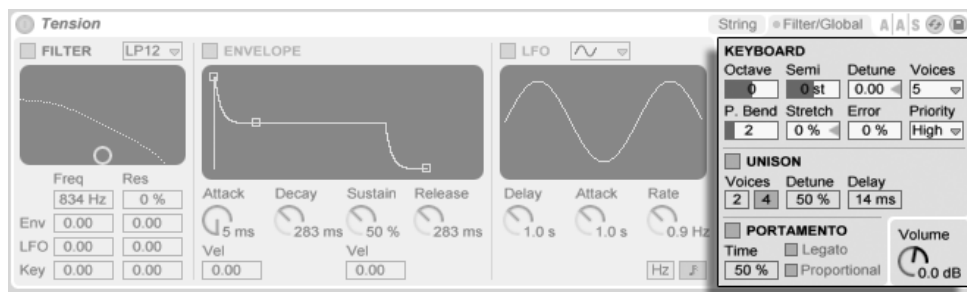 Tension
String
Filter/Global
A A S
FILTER
LP12
Freq
Res
834 Hz
0 %
Env
0.00
0.00
LFO
0.00
0.00
Key
0.00
0.00
ENVELOPE
Attack
Decay
Sustain
Release
5 ms
283 ms
50 %
283 ms
Vel
Vel
0.00
0.00
LFO
Delay
Attack
Rate
1.0 s
1.0 s
0.9 Hz
Hz
KEYBOARD
Octave
Semi
Detune
Voices
0
0 st
0.00
5
P. Bend
Stretch
Error
Priority
2
0 %
0 %
High
UNISON
Voices
Detune
Delay
2
4
50 %
14 ms
PORTAMENTO
Time
Legato
50 %
Proportional
Volume
0.0 dB